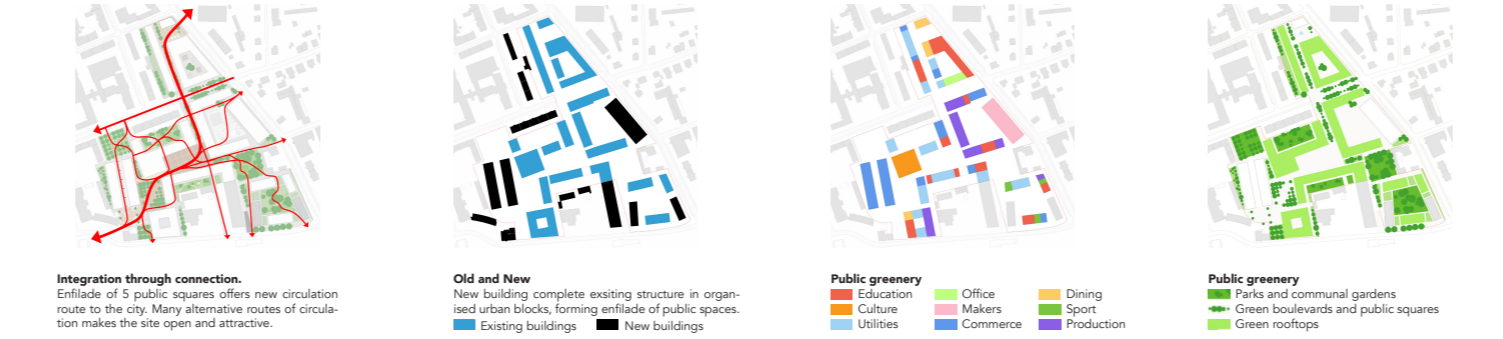 Integration through connection.
Enfilade of 5 public squares offers new circulation
route to the city. Many alternative routes of circula-
tion makes the site open and attractive.
Old and New
New building complete exsiting structure in organ-
ised urban blocks, forming enfilade of public spaces.
Existing buildings New buildings
Public greenery
Education Office Dining
Culture Makers Sport
Utilities Commerce Production
Public greenery
Parks and communal gardens
Green boulevards and public squares
Green rooftops